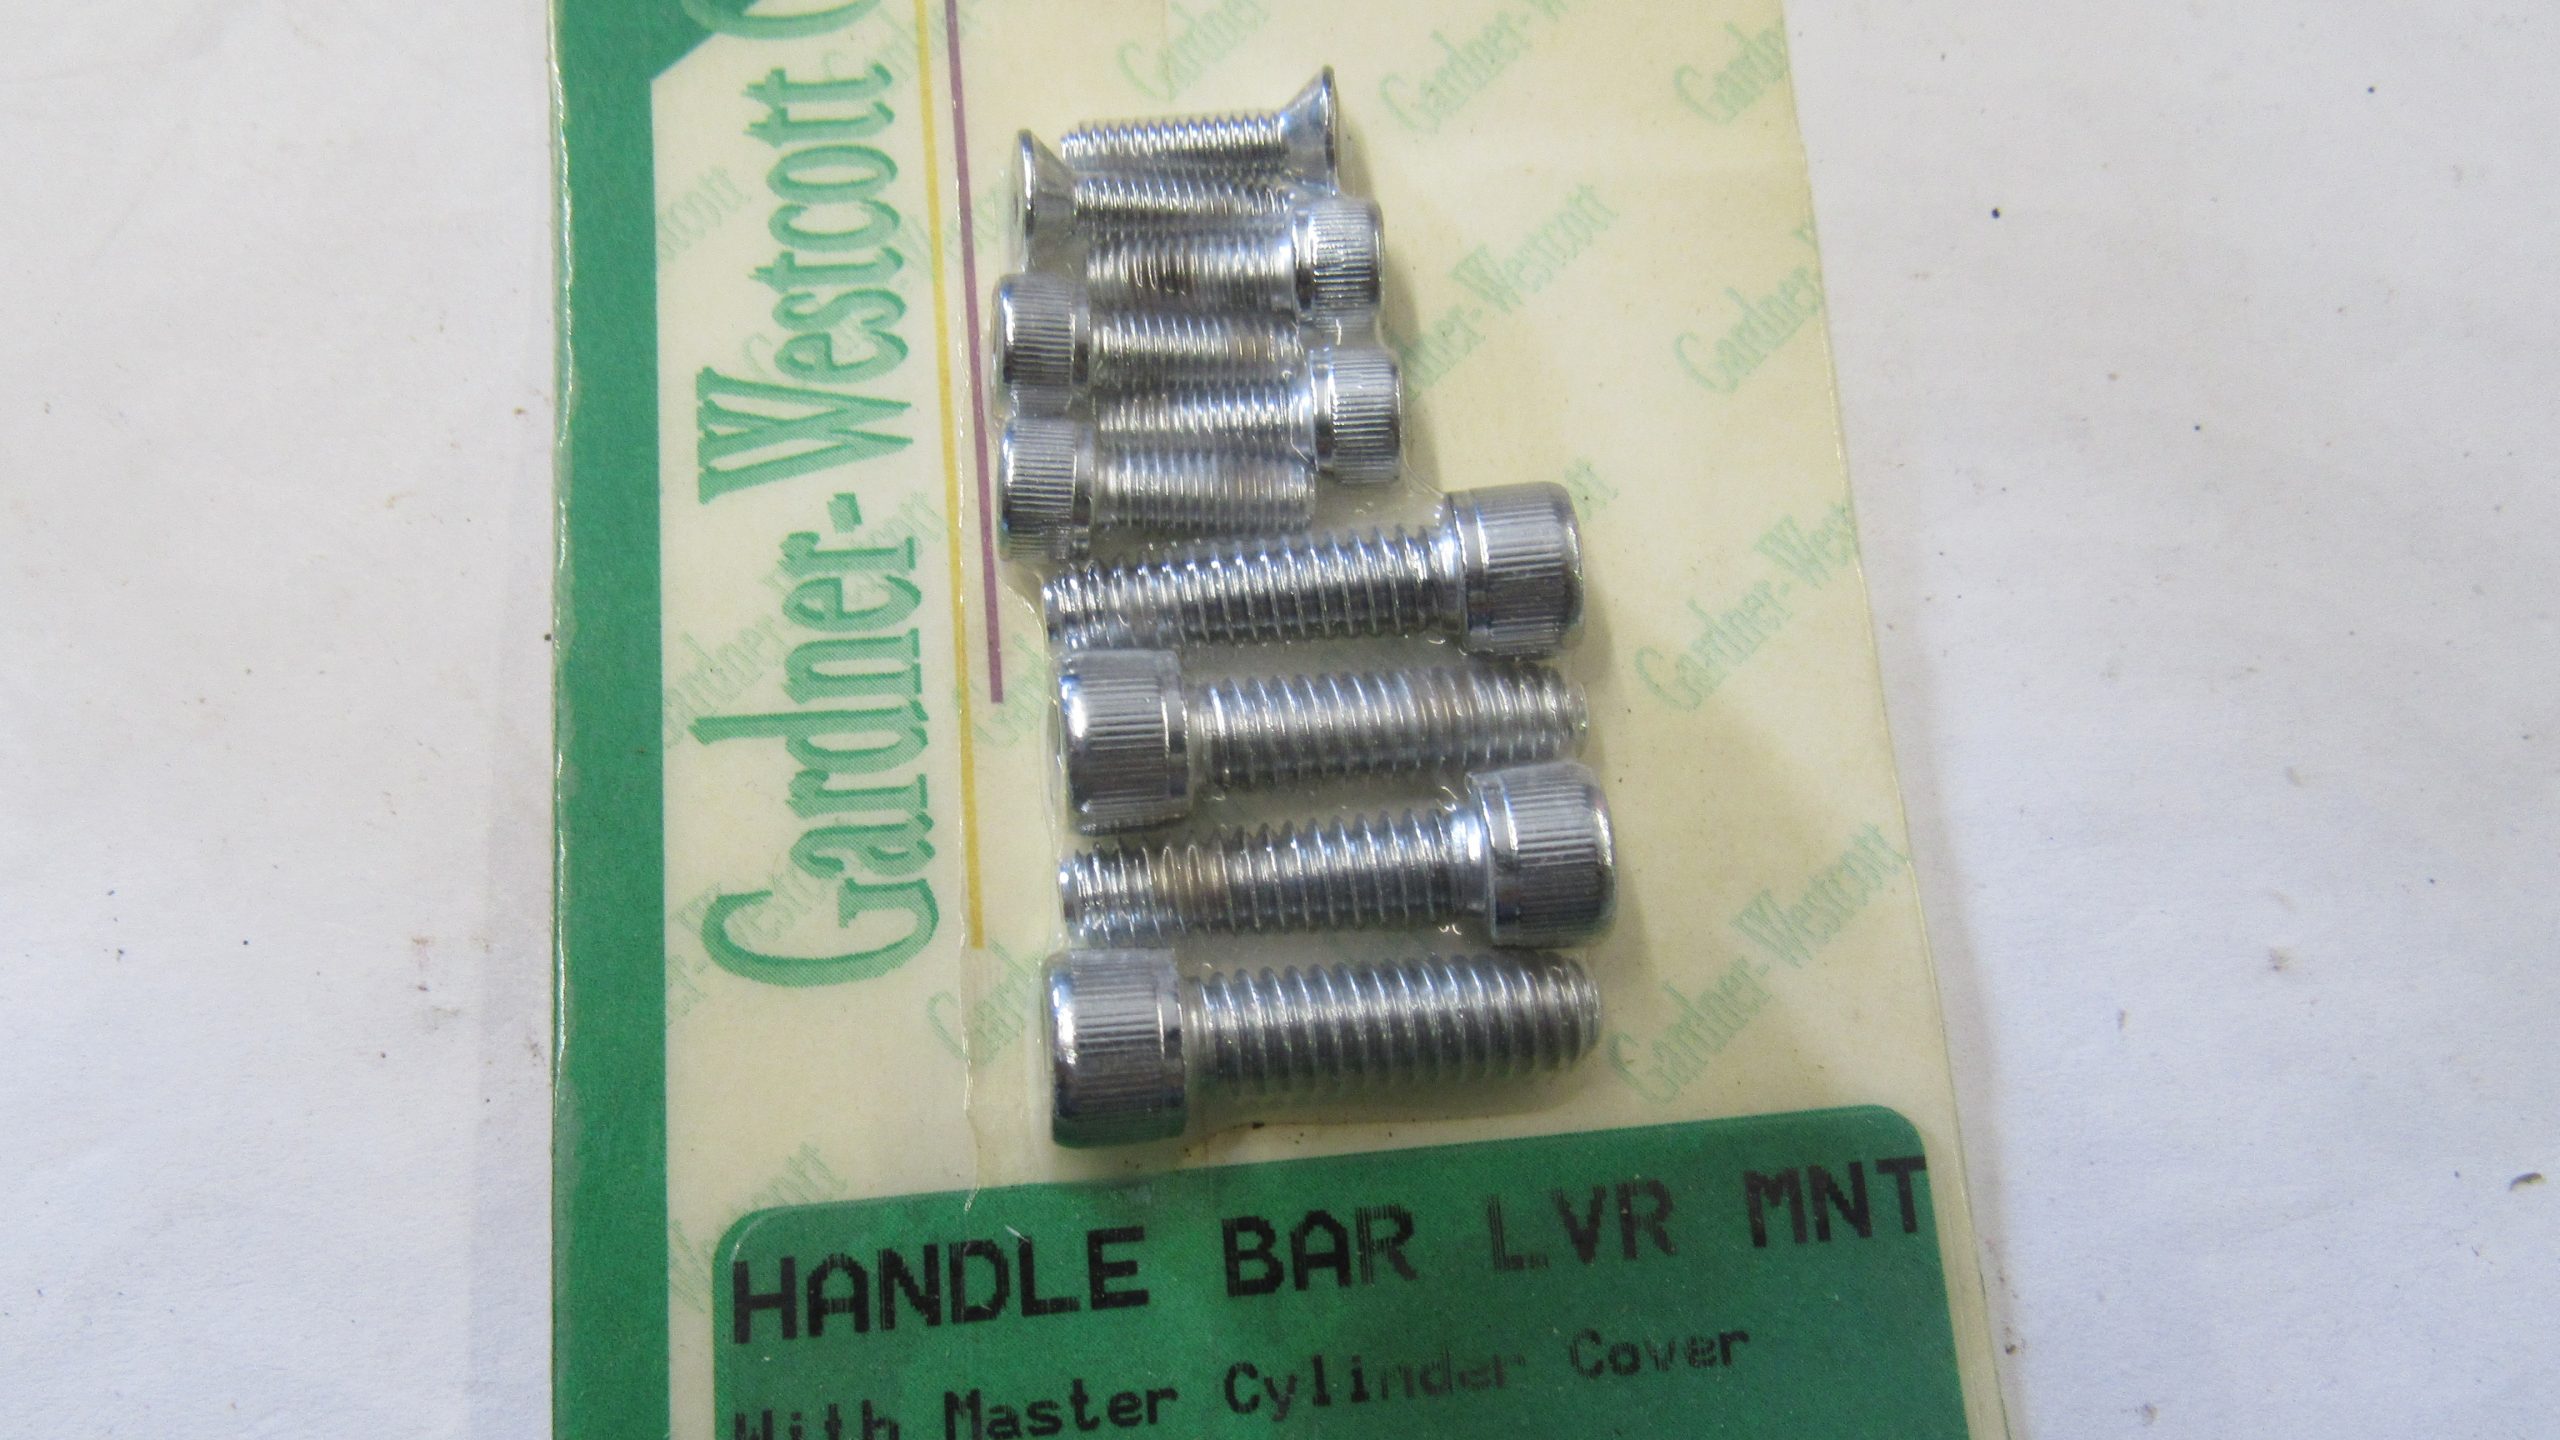 Gardner-Westcott
HANDLE BAR LVR MNT
With Master Cylinder Cover